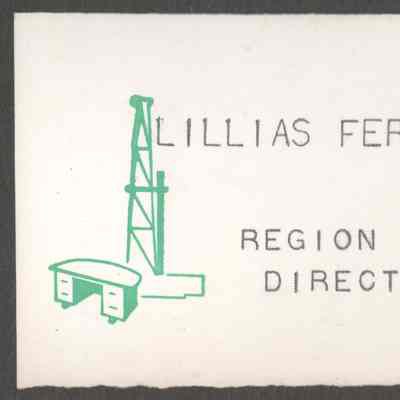 LILLIAS FER
REGION
DIRECT